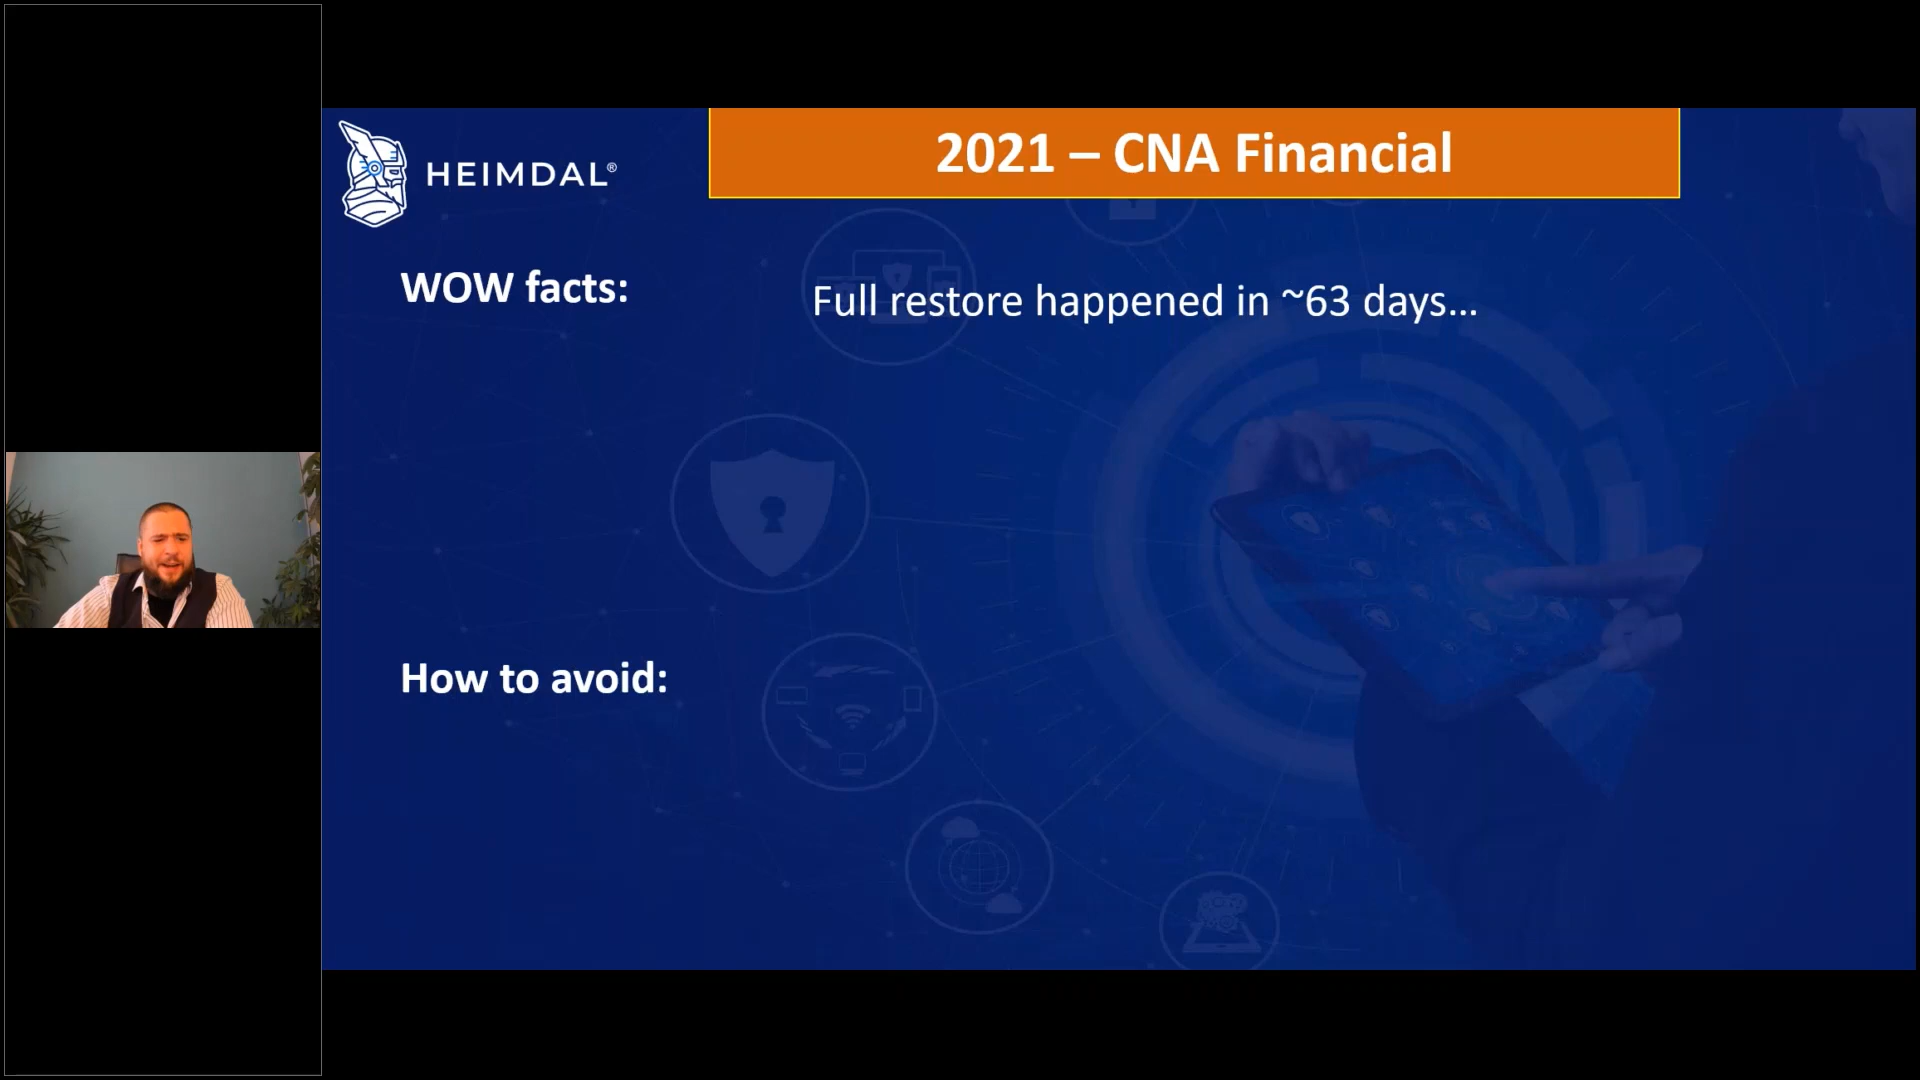 HEIMDAL®
2021 – CNA Financial
WOW facts:
Full restore happened in ~63 days...
How to avoid: